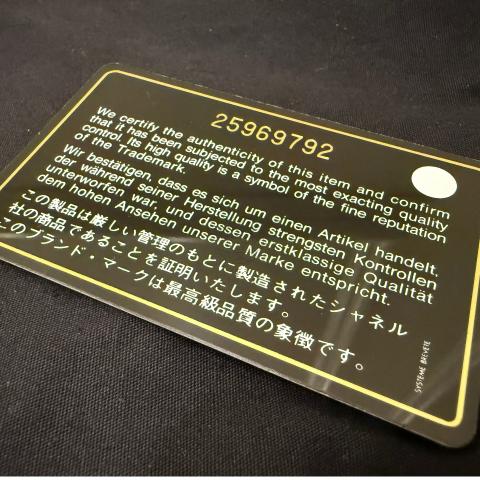 25969792
We certify the authenticity of this item and confirm
that it has been subjected to the most exacting quality
control. Its high quality is a symbol of the fine reputation
of the Trademark.
Wir bestätigen, dass es sich um einen Artikel handelt,
der während seiner Herstellung strengsten Kontrollen
unterworfen war, und dessen erstklassige Qualität
dem hohen Ansehen unserer Marke entspricht.
この製品は厳しい管理のもとに製造されたシャネル
社の商品であることを証明いたします。
このブランド・マークは最高級品質の象徴です。
SYSTEME BREVETE